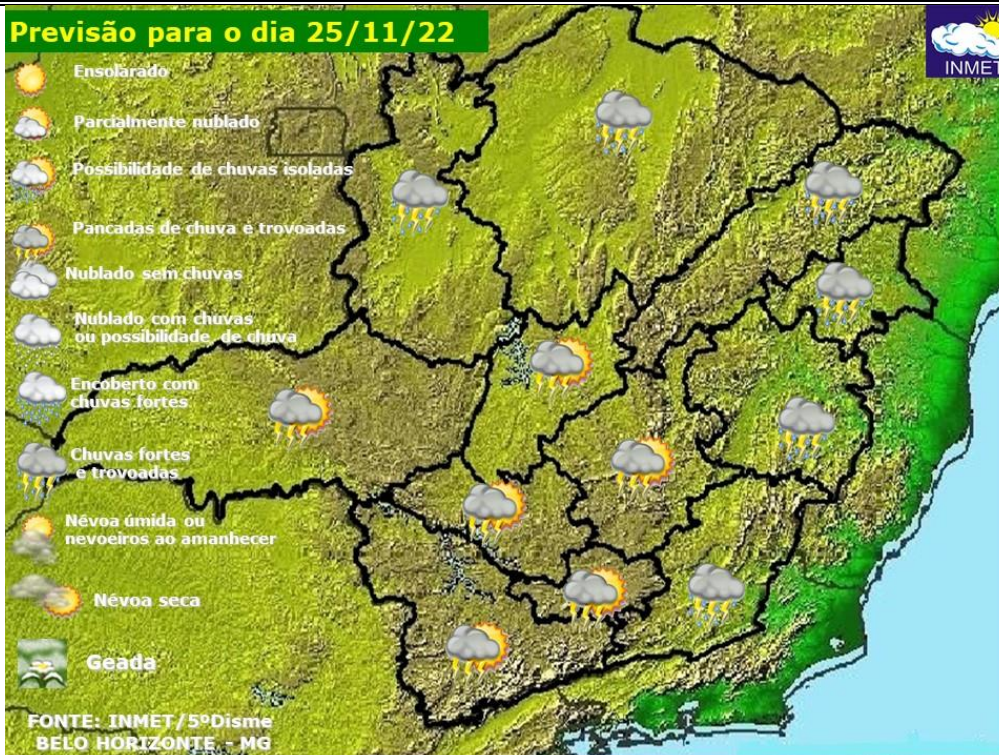 Previsão para o dia 25/11/22
INMET
Ensolarado
Parcialmente nublado
Possibilidade de chuvas isoladas
Pancadas de chuva e trovoadas
Nublado sem chuvas
Nublado com chuvas
ou possibilidade de chuva
Encoberto com
chuvas fortes
Chuvas fortes
e trovoadas
Névoa úmida ou
nevoeiros ao amanhecer
Névoa seca
Geada
FONTE: INMET/5ºDisme
BELO HORIZONTE - MG